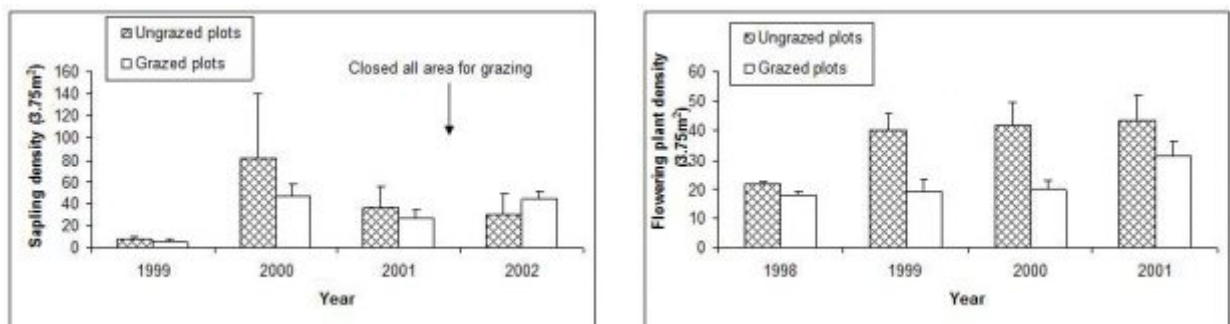 Ungrazed plots
Grazed plots
Closed all area for grazing
Sapling density (3.75m²)
160
140
120
100
80
60
40
20
0
1999 2000 2001 2002
Year
Ungrazed plots
Grazed plots
Flowering plant density
(3.75m²)
60
50
40
30
20
10
0
1998 1999 2000 2001
Year